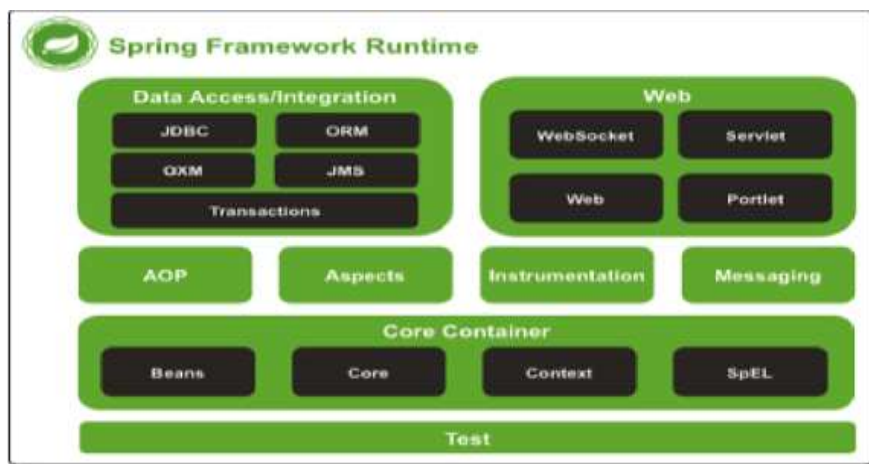 Spring Framework Runtime
Data Access/Integration
JDBC ORM
OXM JMS
Transactions
Web
WebSocket Servlet
Web Portlet
AOP Aspects Instrumentation Messaging
Core Container
Beans Core Context SpEL
Test